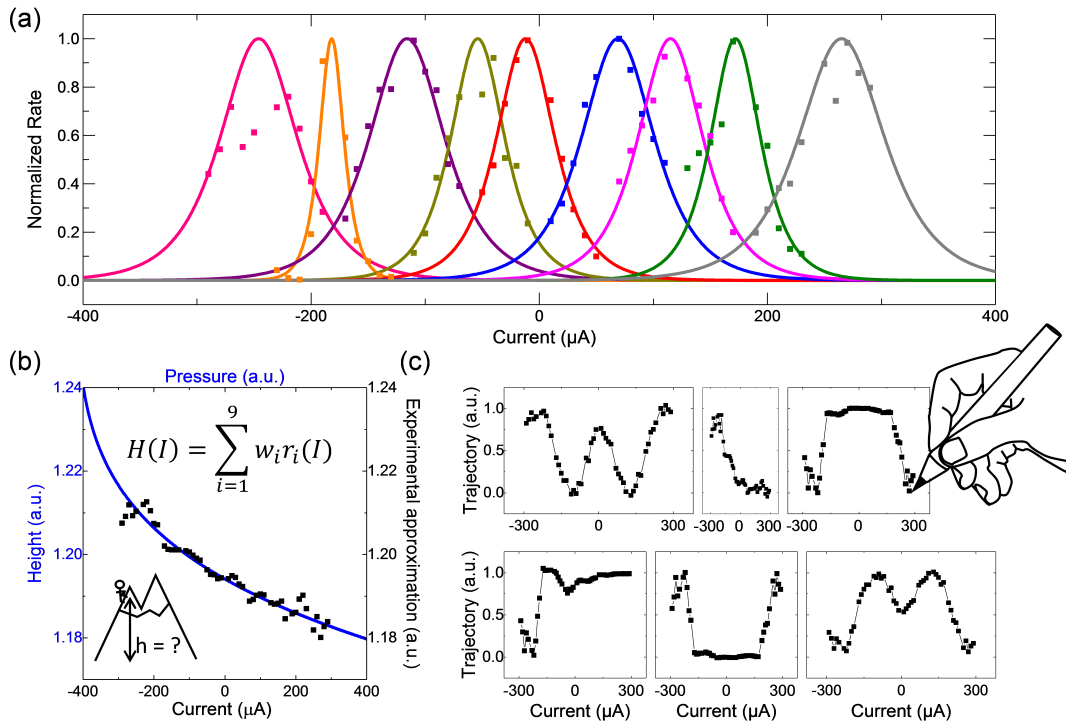 (a)
Normalized Rate
1.0
0.8
0.6
0.4
0.2
0.0
-400 -200 0 200 400
Current (µA)
(b)
Pressure (a.u.)
1.24 1.24
1.22 1.22
1.20 1.20
1.18 1.18
Height (a.u.)
Experimental approximation (a.u.)
H(I) = 9∑i=1 wᵢrᵢ(I)
h = ?
-400 -200 0 200 400
Current (µA)
(c)
Trajectory (a.u.)
1.0
0.5
0.0
-300 0 300 -300 0 300 -300 0 300
Trajectory (a.u.)
1.0
0.5
0.0
-300 0 300 -300 0 300 -300 0 300
Current (µA) Current (µA) Current (µA)